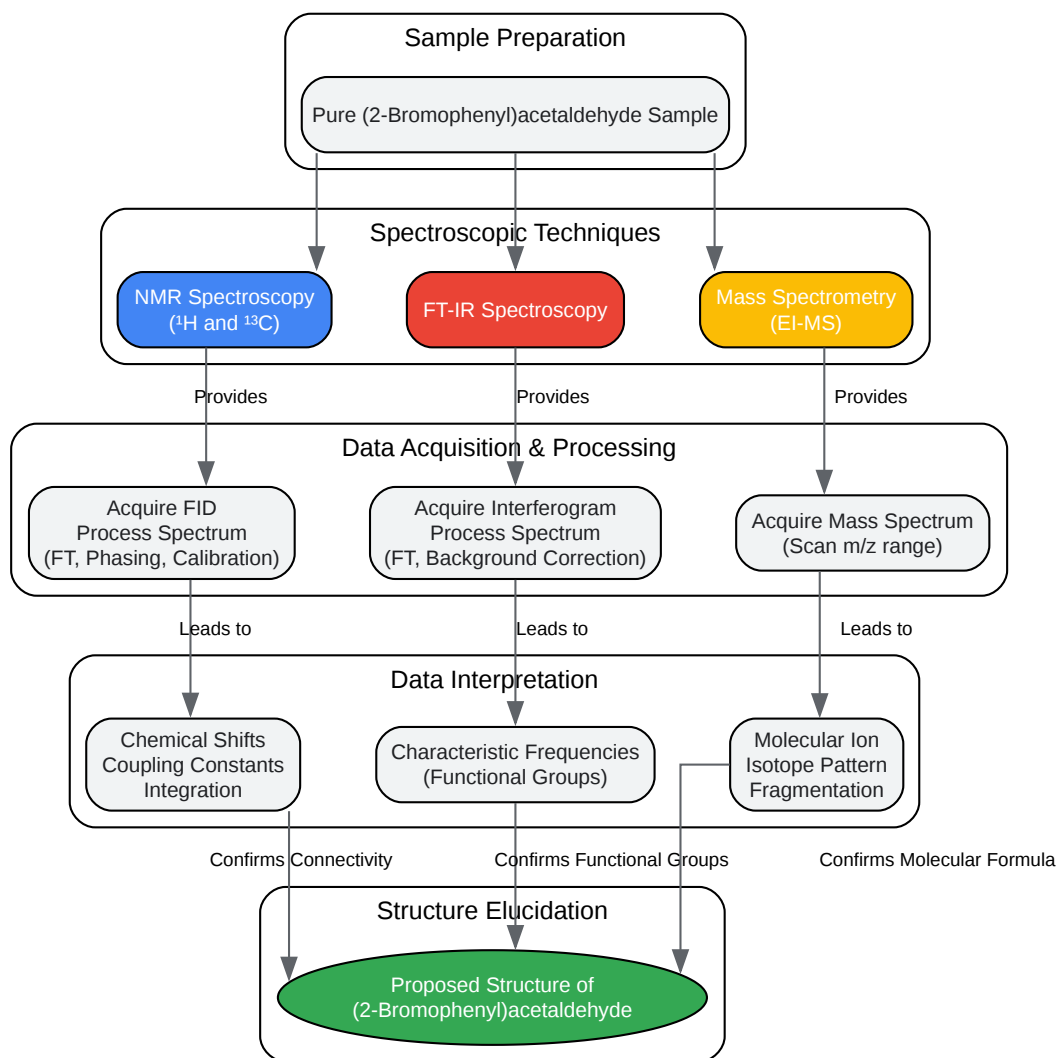 Sample Preparation
Pure (2-Bromophenyl)acetaldehyde Sample
Spectroscopic Techniques
NMR Spectroscopy
(¹H and ¹³C)
FT-IR Spectroscopy
Mass Spectrometry
(EI-MS)
Provides
Provides
Provides
Data Acquisition & Processing
Acquire FID
Process Spectrum
(FT, Phasing, Calibration)
Acquire Interferogram
Process Spectrum
(FT, Background Correction)
Acquire Mass Spectrum
(Scan m/z range)
Leads to
Leads to
Leads to
Data Interpretation
Chemical Shifts
Coupling Constants
Integration
Characteristic Frequencies
(Functional Groups)
Molecular Ion
Isotope Pattern
Fragmentation
Confirms Connectivity
Confirms Functional Groups
Confirms Molecular Formula
Structure Elucidation
Proposed Structure of
(2-Bromophenyl)acetaldehyde